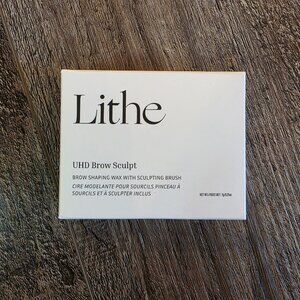 Lithe
UHD Brow Sculpt
BROW SHAPING WAX WITH SCULPTING BRUSH
CIRE MODELANTE POUR SOURCILS PINCEAU À
SOURCILS ET À SCULPTER INCLUS